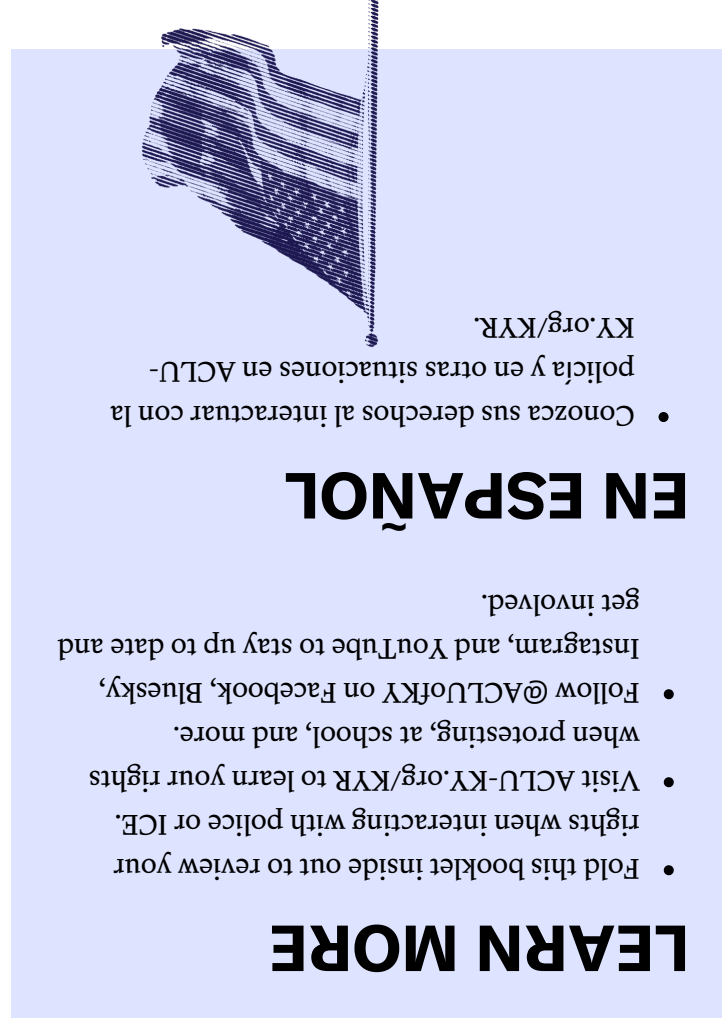 LEARN MORE
• Fold this booklet inside out to review your
rights when interacting with police or ICE.
• Visit ACLU-KY.org/KYR to learn your rights
when protesting, at school, and more.
• Follow @ACLUofKY on Facebook, Bluesky,
Instagram, and YouTube to stay up to date and
get involved.
EN ESPAÑOL
• Conozca sus derechos al interactuar con la
policía y en otras situaciones en ACLU-
KY.org/KYR.